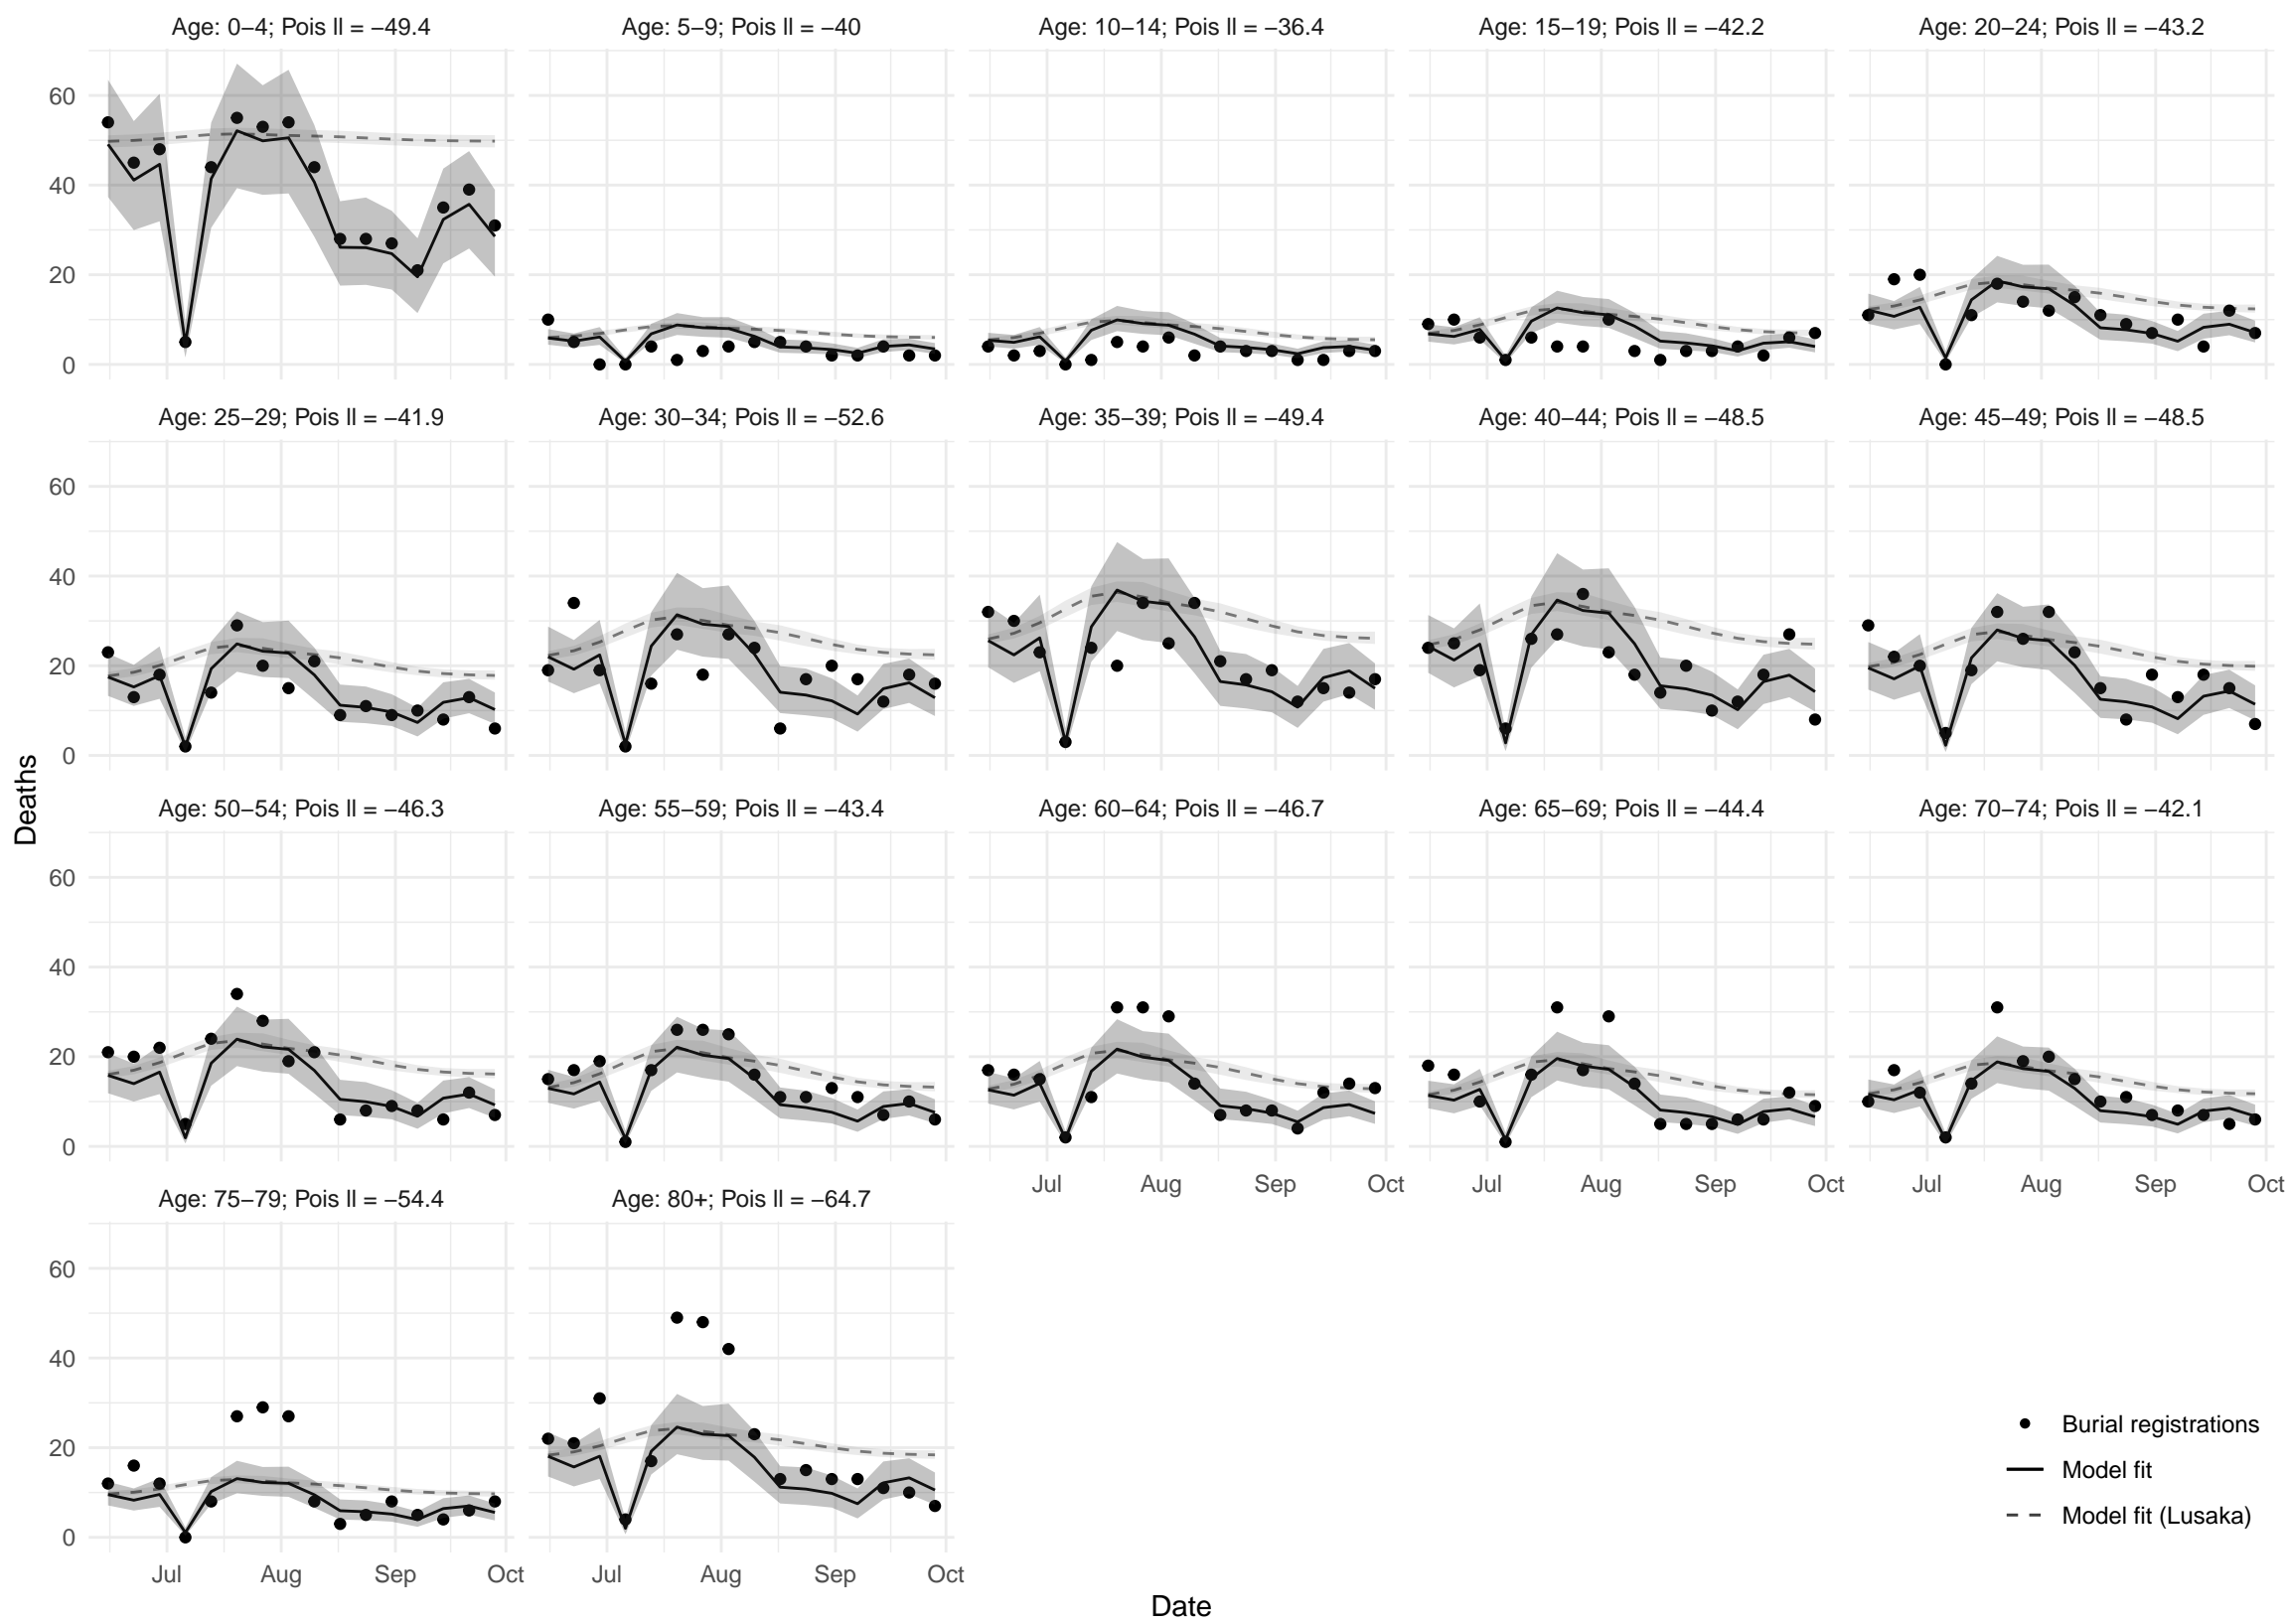 Age: 0−4; Pois ll = −49.4
Age: 5−9; Pois ll = −40
Age: 10−14; Pois ll = −36.4
Age: 15−19; Pois ll = −42.2
Age: 20−24; Pois ll = −43.2
60
40
20
0
Age: 25−29; Pois ll = −41.9
Age: 30−34; Pois ll = −52.6
Age: 35−39; Pois ll = −49.4
Age: 40−44; Pois ll = −48.5
Age: 45−49; Pois ll = −48.5
60
40
20
0
Deaths
Age: 50−54; Pois ll = −46.3
Age: 55−59; Pois ll = −43.4
Age: 60−64; Pois ll = −46.7
Age: 65−69; Pois ll = −44.4
Age: 70−74; Pois ll = −42.1
60
40
20
0
Jul Aug Sep Oct
Jul Aug Sep Oct
Jul Aug Sep Oct
Age: 75−79; Pois ll = −54.4
Age: 80+; Pois ll = −64.7
60
40
20
0
Jul Aug Sep Oct
Jul Aug Sep Oct
Burial registrations
Model fit
Model fit (Lusaka)
Date